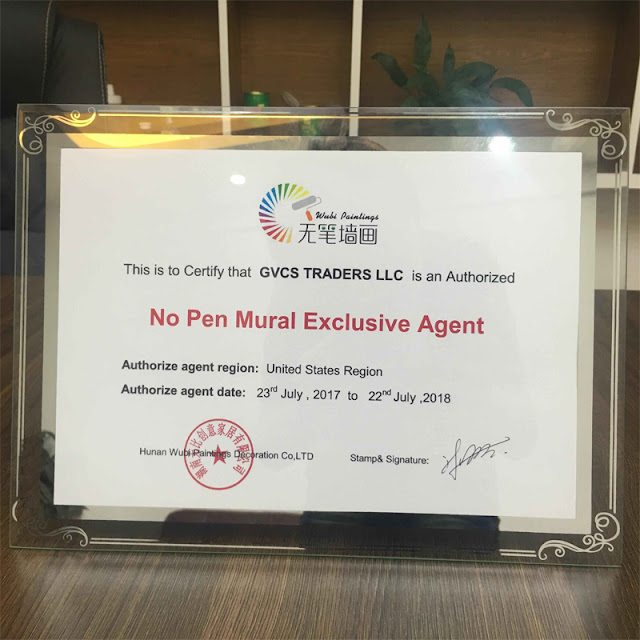 Wubi Paintings
无笔墙画
This is to Certify that GVCS TRADERS LLC is an Authorized
No Pen Mural Exclusive Agent
Authorize agent region: United States Region
Authorize agent date: 23rd July , 2017 to 22nd July ,2018
Hunan Wubi Paintings Decoration Co,LTD
Stamp& Signature: